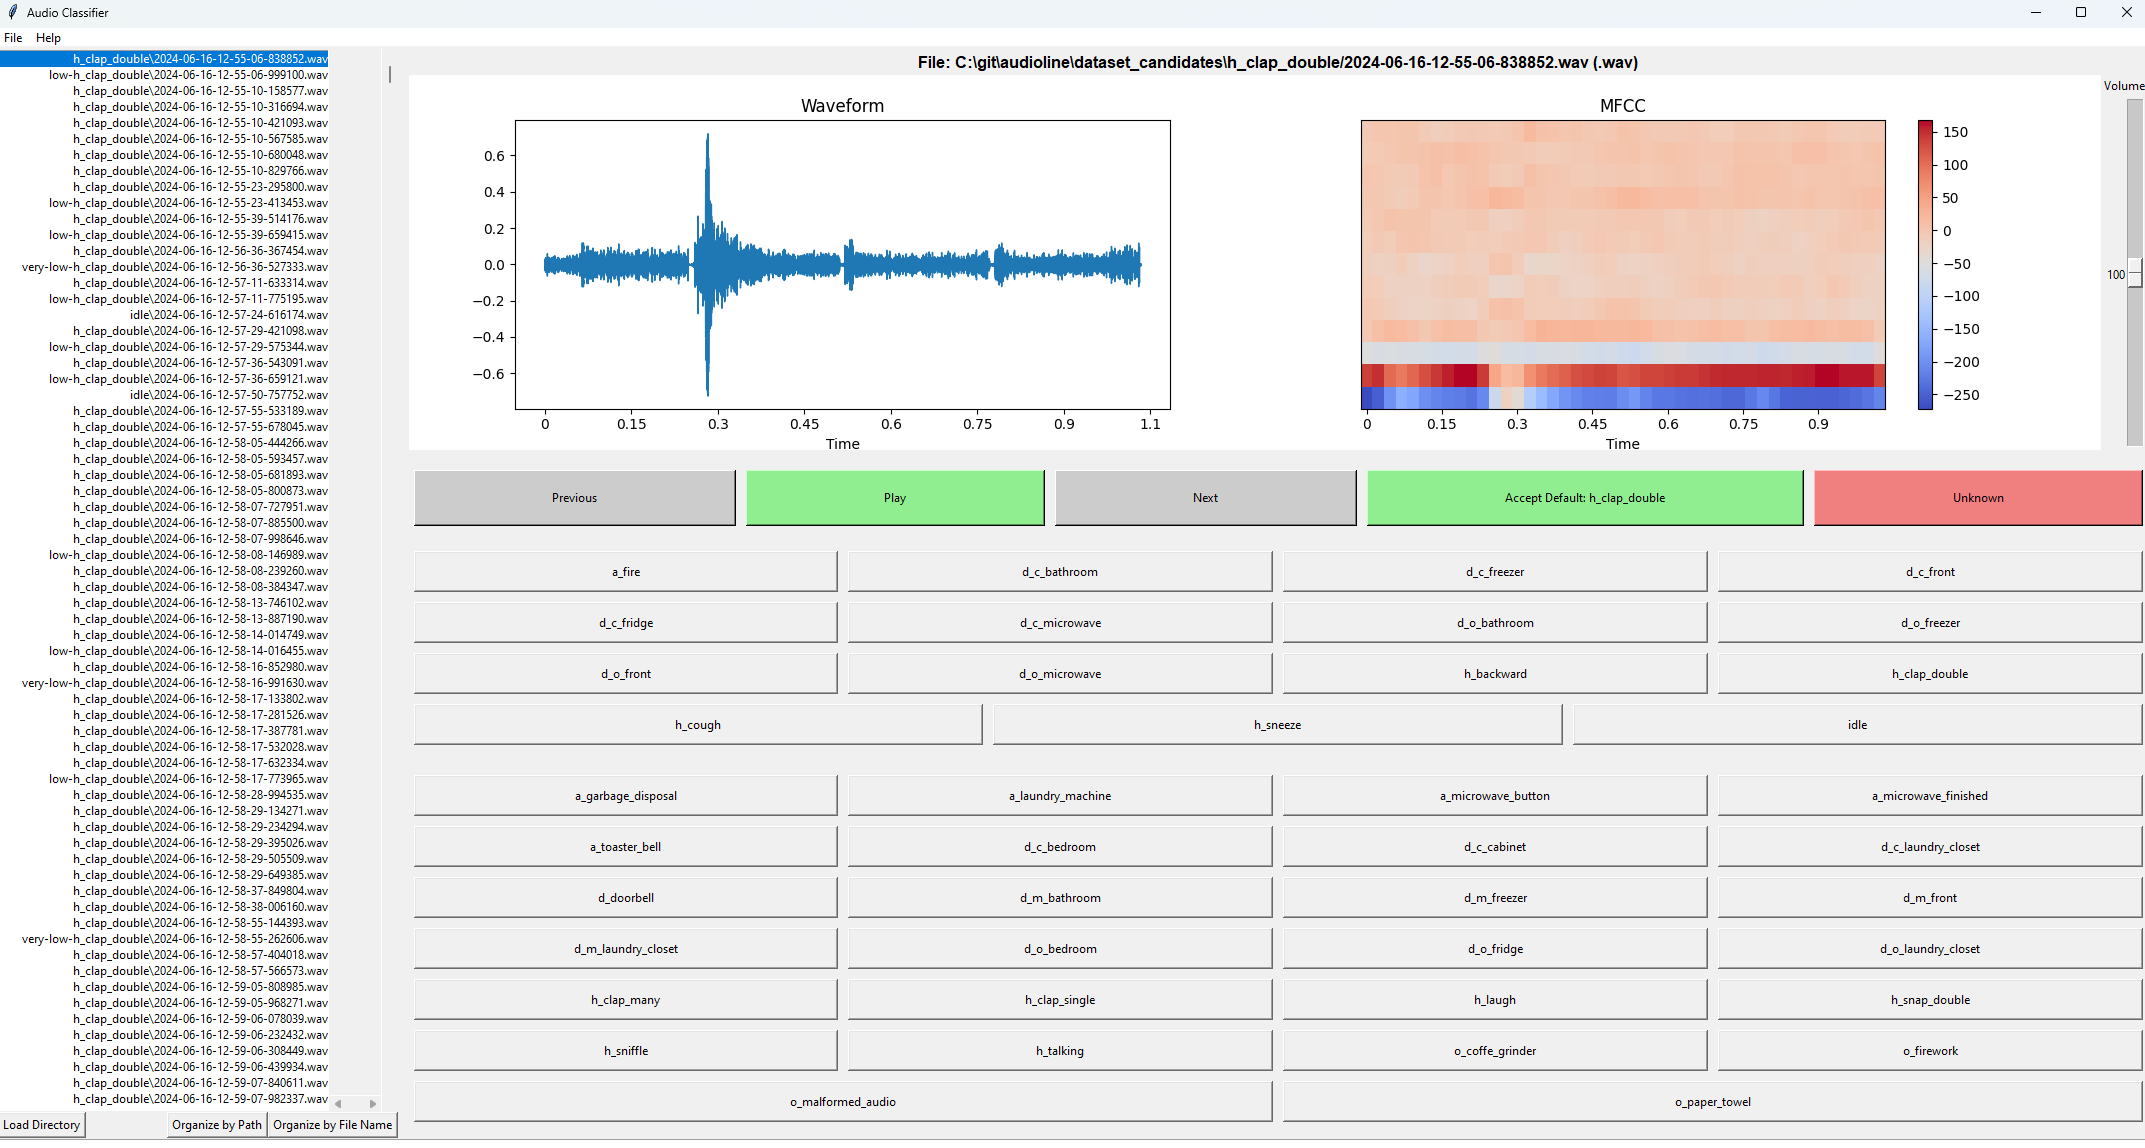 Audio Classifier
File Help
h_clap_double\2024-06-16-12-55-06-838852.wav
low-h_clap_double\2024-06-16-12-55-06-999100.wav
h_clap_double\2024-06-16-12-55-10-158577.wav
h_clap_double\2024-06-16-12-55-10-316694.wav
h_clap_double\2024-06-16-12-55-10-421093.wav
h_clap_double\2024-06-16-12-55-10-567585.wav
h_clap_double\2024-06-16-12-55-10-680048.wav
h_clap_double\2024-06-16-12-55-10-829766.wav
h_clap_double\2024-06-16-12-55-23-295800.wav
low-h_clap_double\2024-06-16-12-55-23-413453.wav
h_clap_double\2024-06-16-12-55-39-514176.wav
low-h_clap_double\2024-06-16-12-55-39-659415.wav
h_clap_double\2024-06-16-12-56-36-367454.wav
very-low-h_clap_double\2024-06-16-12-56-36-527333.wav
h_clap_double\2024-06-16-12-57-11-633314.wav
low-h_clap_double\2024-06-16-12-57-11-775195.wav
idle\2024-06-16-12-57-24-616174.wav
h_clap_double\2024-06-16-12-57-29-421098.wav
low-h_clap_double\2024-06-16-12-57-29-575344.wav
h_clap_double\2024-06-16-12-57-36-543091.wav
low-h_clap_double\2024-06-16-12-57-36-659121.wav
idle\2024-06-16-12-57-50-757752.wav
h_clap_double\2024-06-16-12-57-55-533189.wav
h_clap_double\2024-06-16-12-57-55-678045.wav
h_clap_double\2024-06-16-12-58-05-444266.wav
h_clap_double\2024-06-16-12-58-05-593457.wav
h_clap_double\2024-06-16-12-58-05-681893.wav
h_clap_double\2024-06-16-12-58-05-800873.wav
h_clap_double\2024-06-16-12-58-07-727951.wav
h_clap_double\2024-06-16-12-58-07-885500.wav
h_clap_double\2024-06-16-12-58-07-998646.wav
low-h_clap_double\2024-06-16-12-58-08-146989.wav
h_clap_double\2024-06-16-12-58-08-239260.wav
h_clap_double\2024-06-16-12-58-08-384347.wav
h_clap_double\2024-06-16-12-58-13-746102.wav
h_clap_double\2024-06-16-12-58-13-887190.wav
h_clap_double\2024-06-16-12-58-14-014749.wav
low-h_clap_double\2024-06-16-12-58-14-016455.wav
h_clap_double\2024-06-16-12-58-16-852980.wav
very-low-h_clap_double\2024-06-16-12-58-16-991630.wav
h_clap_double\2024-06-16-12-58-17-133802.wav
h_clap_double\2024-06-16-12-58-17-281526.wav
h_clap_double\2024-06-16-12-58-17-387781.wav
h_clap_double\2024-06-16-12-58-17-532028.wav
h_clap_double\2024-06-16-12-58-17-632334.wav
low-h_clap_double\2024-06-16-12-58-17-773965.wav
h_clap_double\2024-06-16-12-58-28-994535.wav
h_clap_double\2024-06-16-12-58-29-134271.wav
h_clap_double\2024-06-16-12-58-29-234294.wav
h_clap_double\2024-06-16-12-58-29-395026.wav
h_clap_double\2024-06-16-12-58-29-505509.wav
h_clap_double\2024-06-16-12-58-29-649385.wav
h_clap_double\2024-06-16-12-58-37-849804.wav
h_clap_double\2024-06-16-12-58-38-006160.wav
h_clap_double\2024-06-16-12-58-55-144393.wav
very-low-h_clap_double\2024-06-16-12-58-55-262606.wav
h_clap_double\2024-06-16-12-58-57-404018.wav
h_clap_double\2024-06-16-12-58-57-566573.wav
h_clap_double\2024-06-16-12-59-05-808985.wav
h_clap_double\2024-06-16-12-59-05-968271.wav
h_clap_double\2024-06-16-12-59-06-078039.wav
h_clap_double\2024-06-16-12-59-06-232432.wav
h_clap_double\2024-06-16-12-59-06-308449.wav
h_clap_double\2024-06-16-12-59-06-439934.wav
h_clap_double\2024-06-16-12-59-07-840611.wav
h_clap_double\2024-06-16-12-59-07-982337.wav
Load Directory Organize by Path Organize by File Name
File: C:\git\audioline\dataset_candidates\h_clap_double/2024-06-16-12-55-06-838852.wav (.wav)
Waveform
0.6
0.4
0.2
0.0
−0.2
−0.4
−0.6
0 0.15 0.3 0.45 0.6 0.75 0.9 1.1
Time
MFCC
0 0.15 0.3 0.45 0.6 0.75 0.9
Time
150
100
50
0
−50
−100
−150
−200
−250
Volume
100
Previous Play Next Accept Default: h_clap_double Unknown
a_fire d_c_bathroom d_c_freezer d_c_front
d_c_fridge d_c_microwave d_o_bathroom d_o_freezer
d_o_front d_o_microwave h_backward h_clap_double
h_cough h_sneeze idle
a_garbage_disposal a_laundry_machine a_microwave_button a_microwave_finished
a_toaster_bell d_c_bedroom d_c_cabinet d_c_laundry_closet
d_doorbell d_m_bathroom d_m_freezer d_m_front
d_m_laundry_closet d_o_bedroom d_o_fridge d_o_laundry_closet
h_clap_many h_clap_single h_laugh h_snap_double
h_sniffle h_talking o_coffe_grinder o_firework
o_malformed_audio o_paper_towel